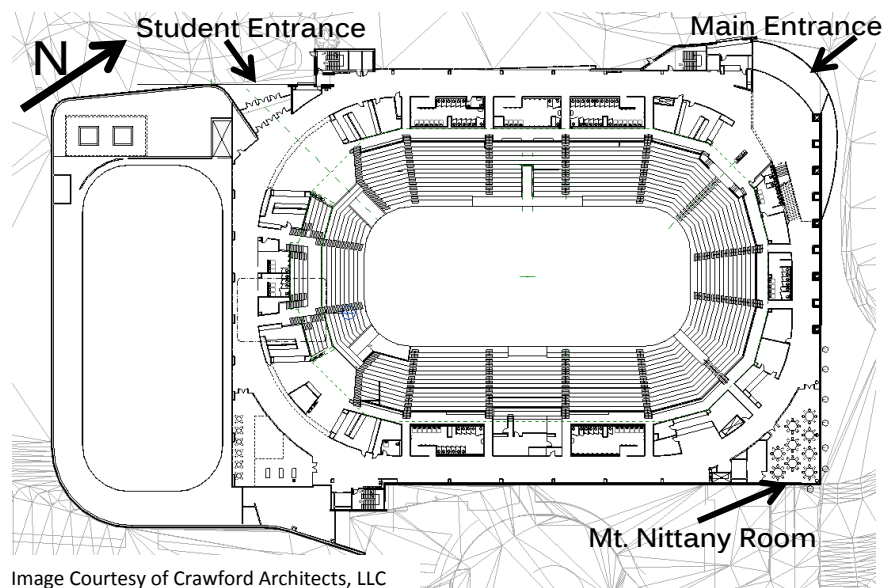 Student Entrance
Main Entrance
N
Mt. Nittany Room
Image Courtesy of Crawford Architects, LLC